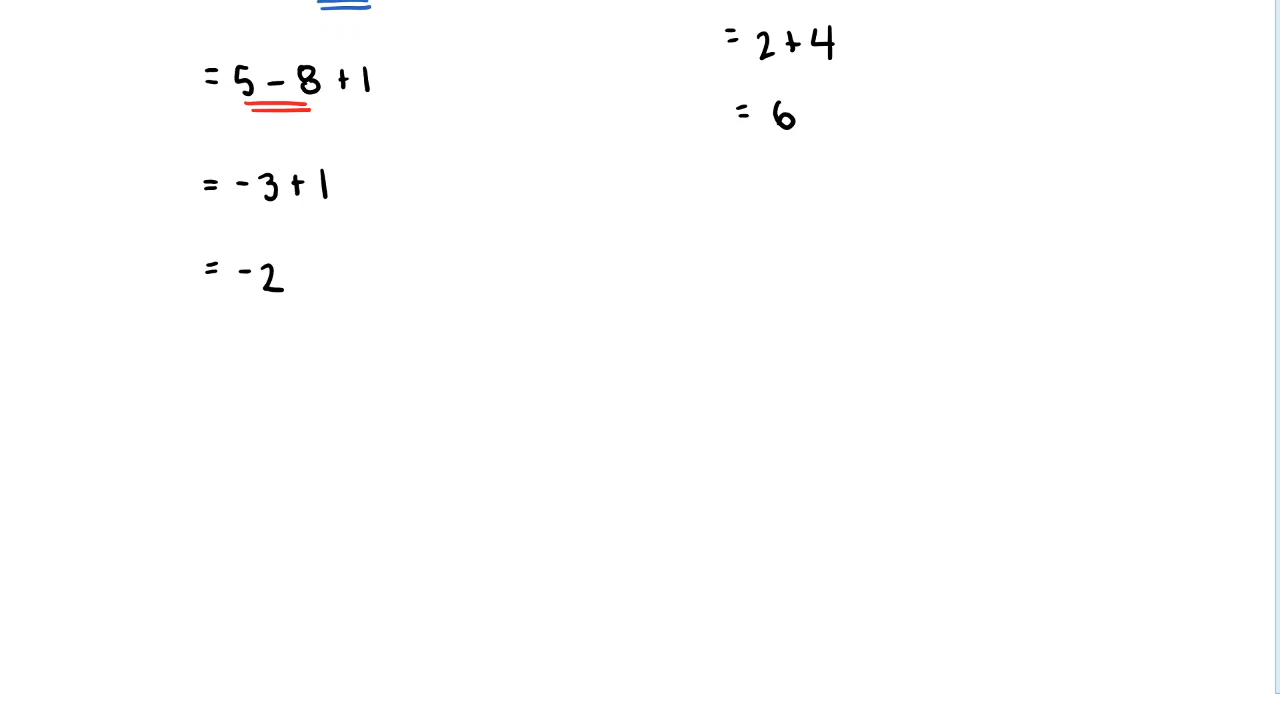 = 5 - 8 + 1
= - 3 + 1
= - 2
= 2 + 4
= 6